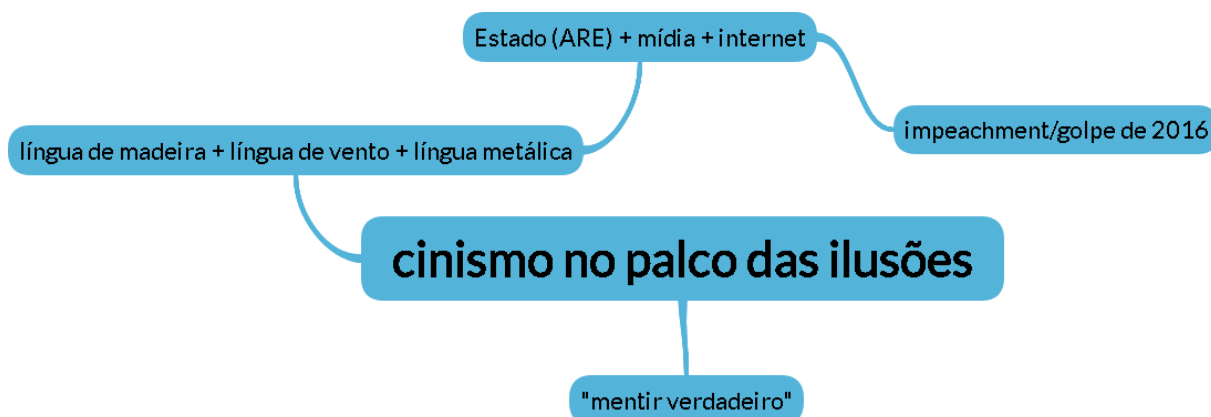 Estado (ARE) + mídia + internet
impeachment/golpe de 2016
língua de madeira + língua de vento + língua metálica
cinismo no palco das ilusões
"mentir verdadeiro"